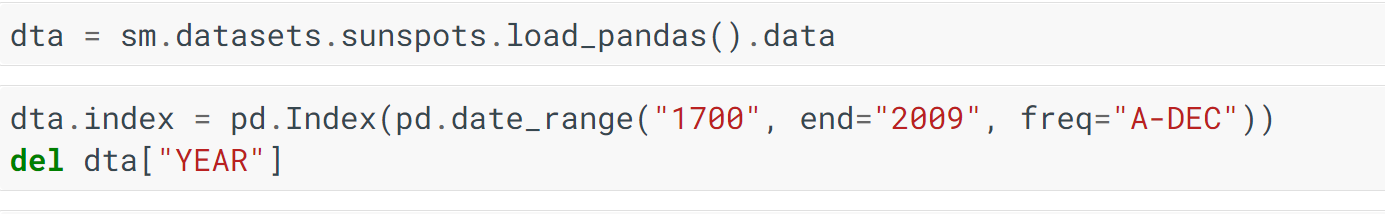 dta = sm.datasets.sunspots.load_pandas().data
dta.index = pd.Index(pd.date_range("1700", end="2009", freq="A-DEC"))
del dta["YEAR"]